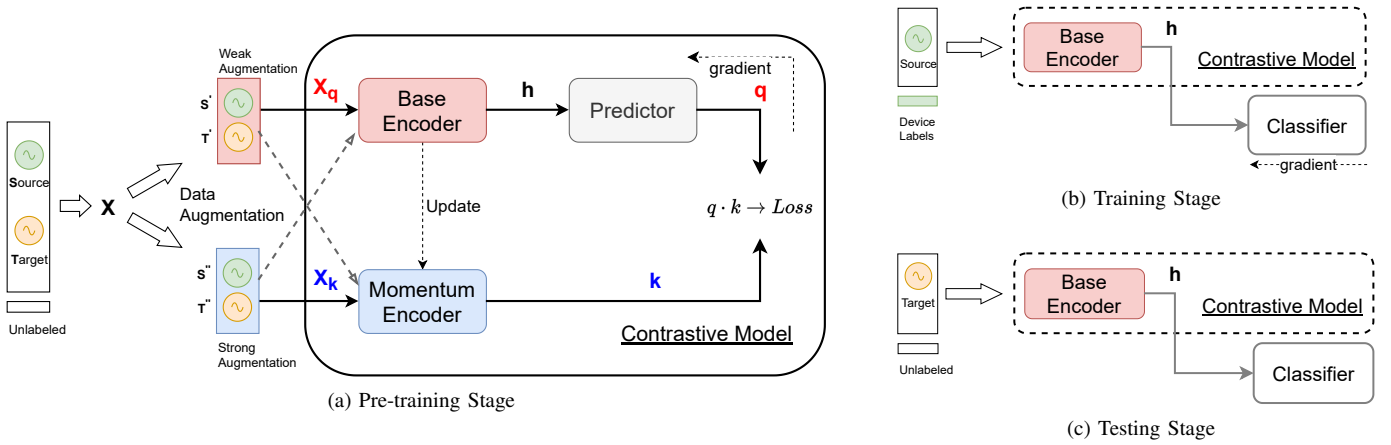 Source
Target
Unlabeled
X
Data
Augmentation
Weak
Augmentation
S'
T'
S''
T''
Strong
Augmentation
Xq
Xk
Base
Encoder
h
Predictor
gradient
q
Update
q · k → Loss
Momentum
Encoder
k
Contrastive Model
(a) Pre-training Stage
Source
Device
Labels
Base
Encoder
h
Contrastive Model
Classifier
gradient
(b) Training Stage
Target
Unlabeled
Base
Encoder
h
Contrastive Model
Classifier
(c) Testing Stage